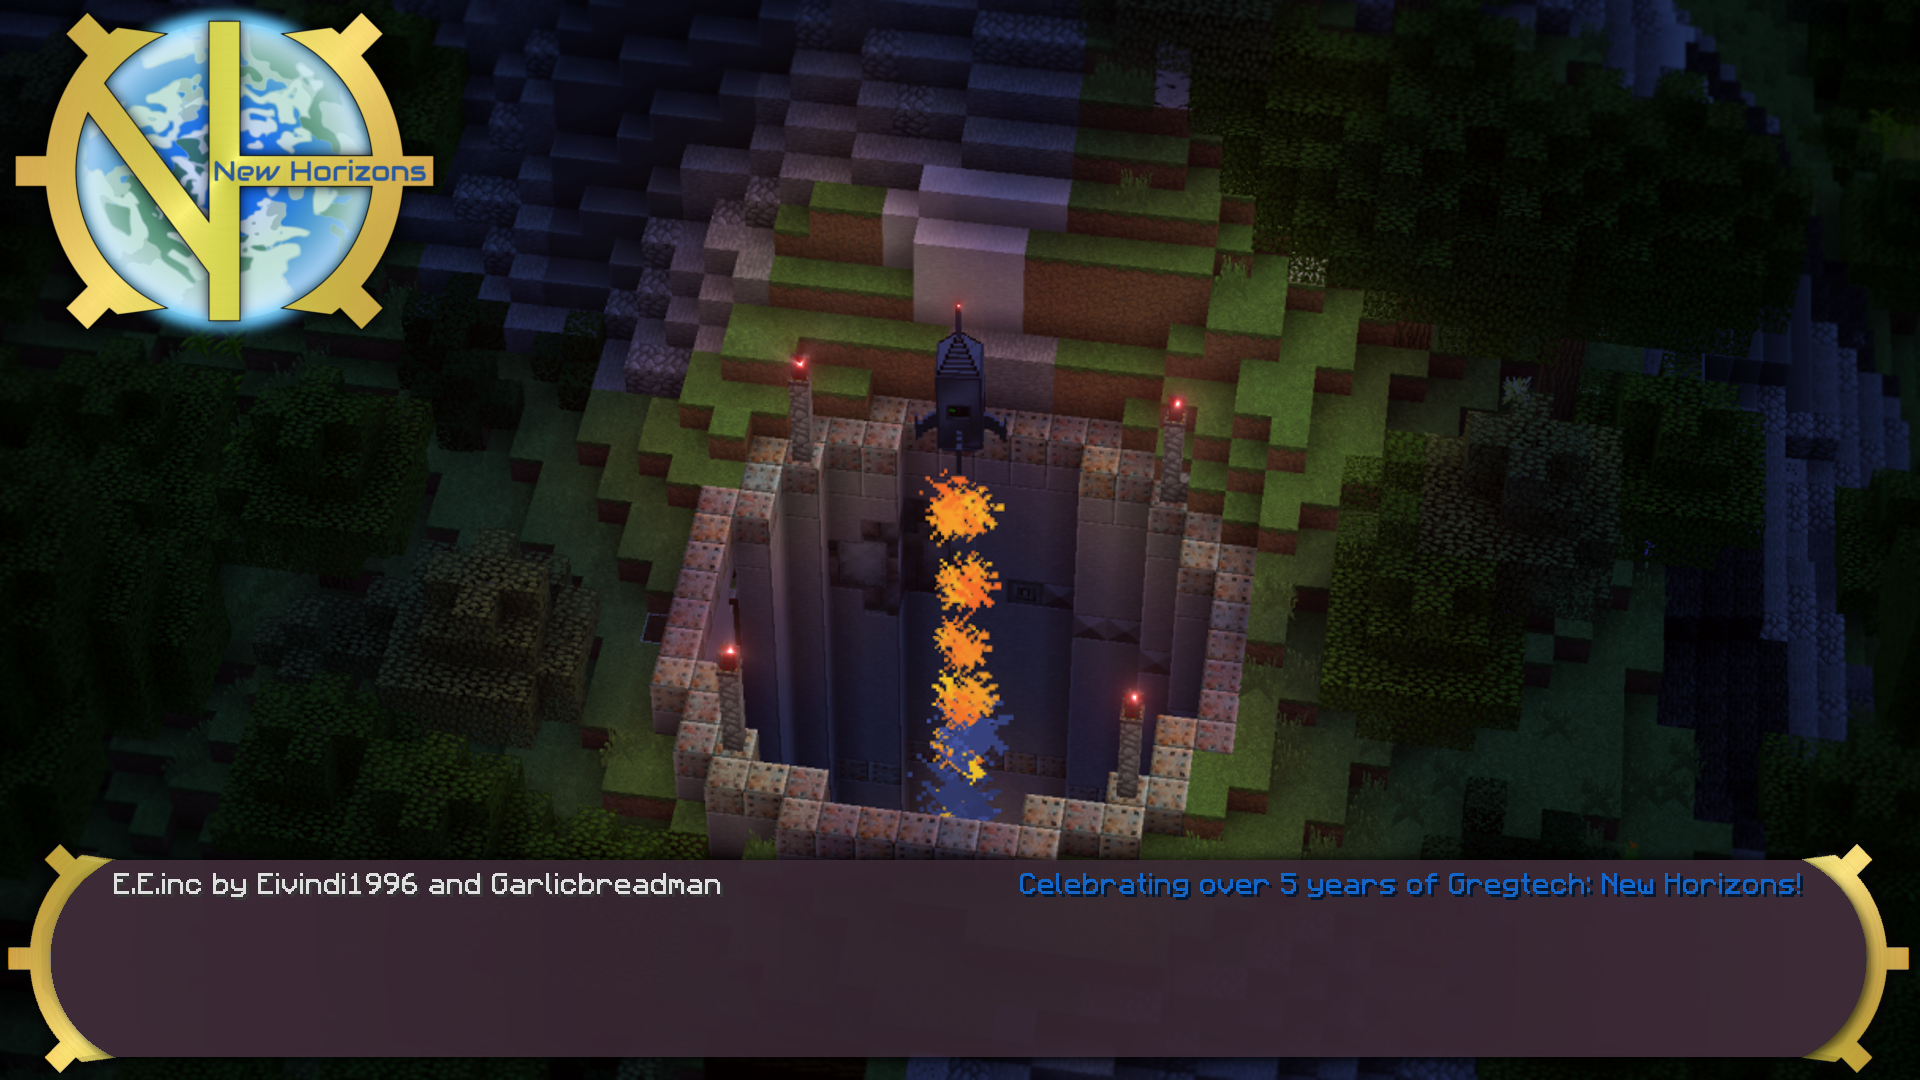 New Horizons
E.E.inc by Eivindi1996 and Garlicbreadman
Celebrating over 5 years of Gregtech: New Horizons!